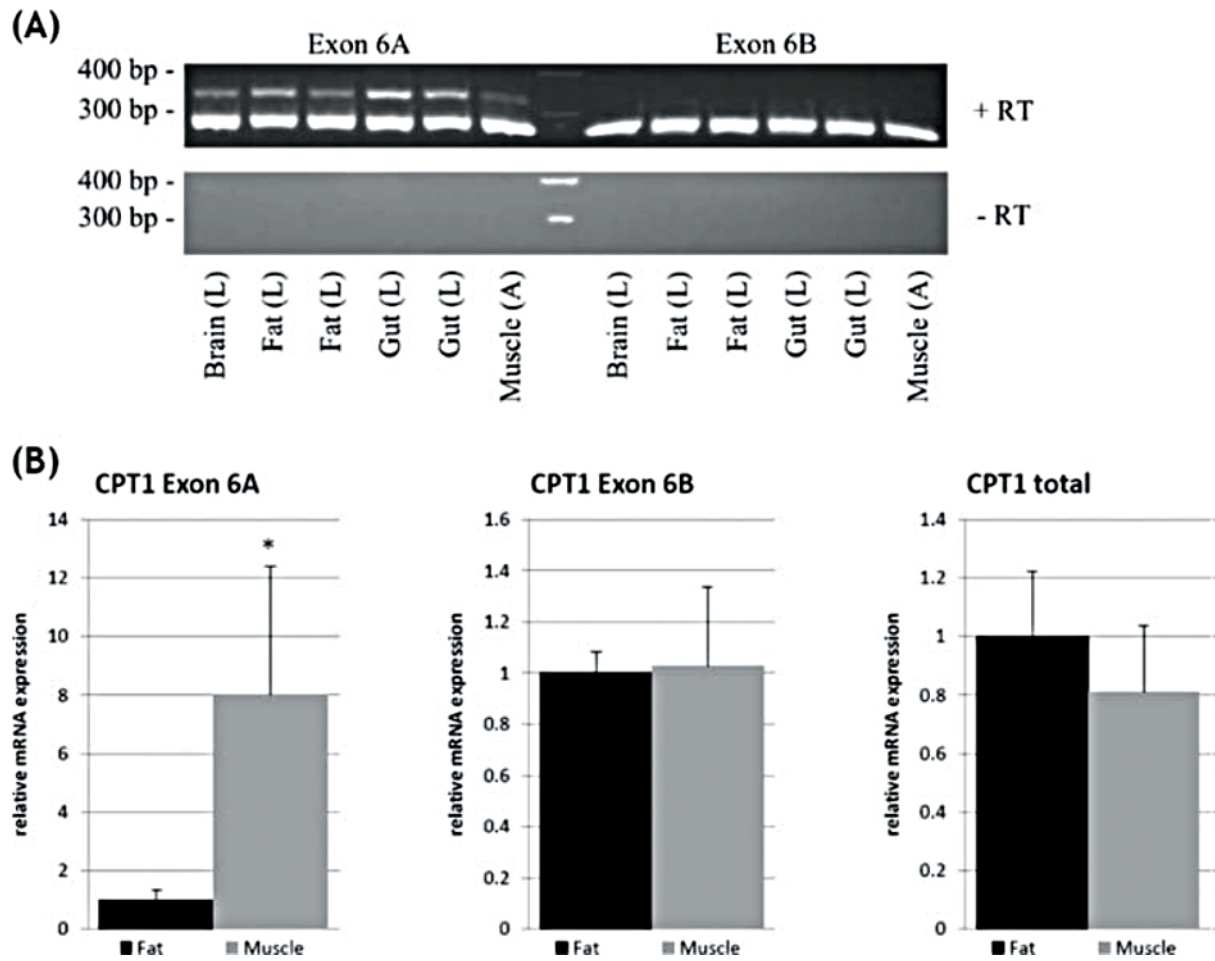 (A)
Exon 6A Exon 6B
400 bp -
300 bp -
+ RT
400 bp -
300 bp -
- RT
Brain (L)
Fat (L)
Fat (L)
Gut (L)
Gut (L)
Muscle (A)
Brain (L)
Fat (L)
Fat (L)
Gut (L)
Gut (L)
Muscle (A)
(B)
CPT1 Exon 6A
relative mRNA expression
14
12
10
8
6
4
2
0
*
Fat Muscle
CPT1 Exon 6B
relative mRNA expression
1.6
1.4
1.2
1
0.8
0.6
0.4
0.2
0
Fat Muscle
CPT1 total
relative mRNA expression
1.4
1.2
1
0.8
0.6
0.4
0.2
0
Fat Muscle